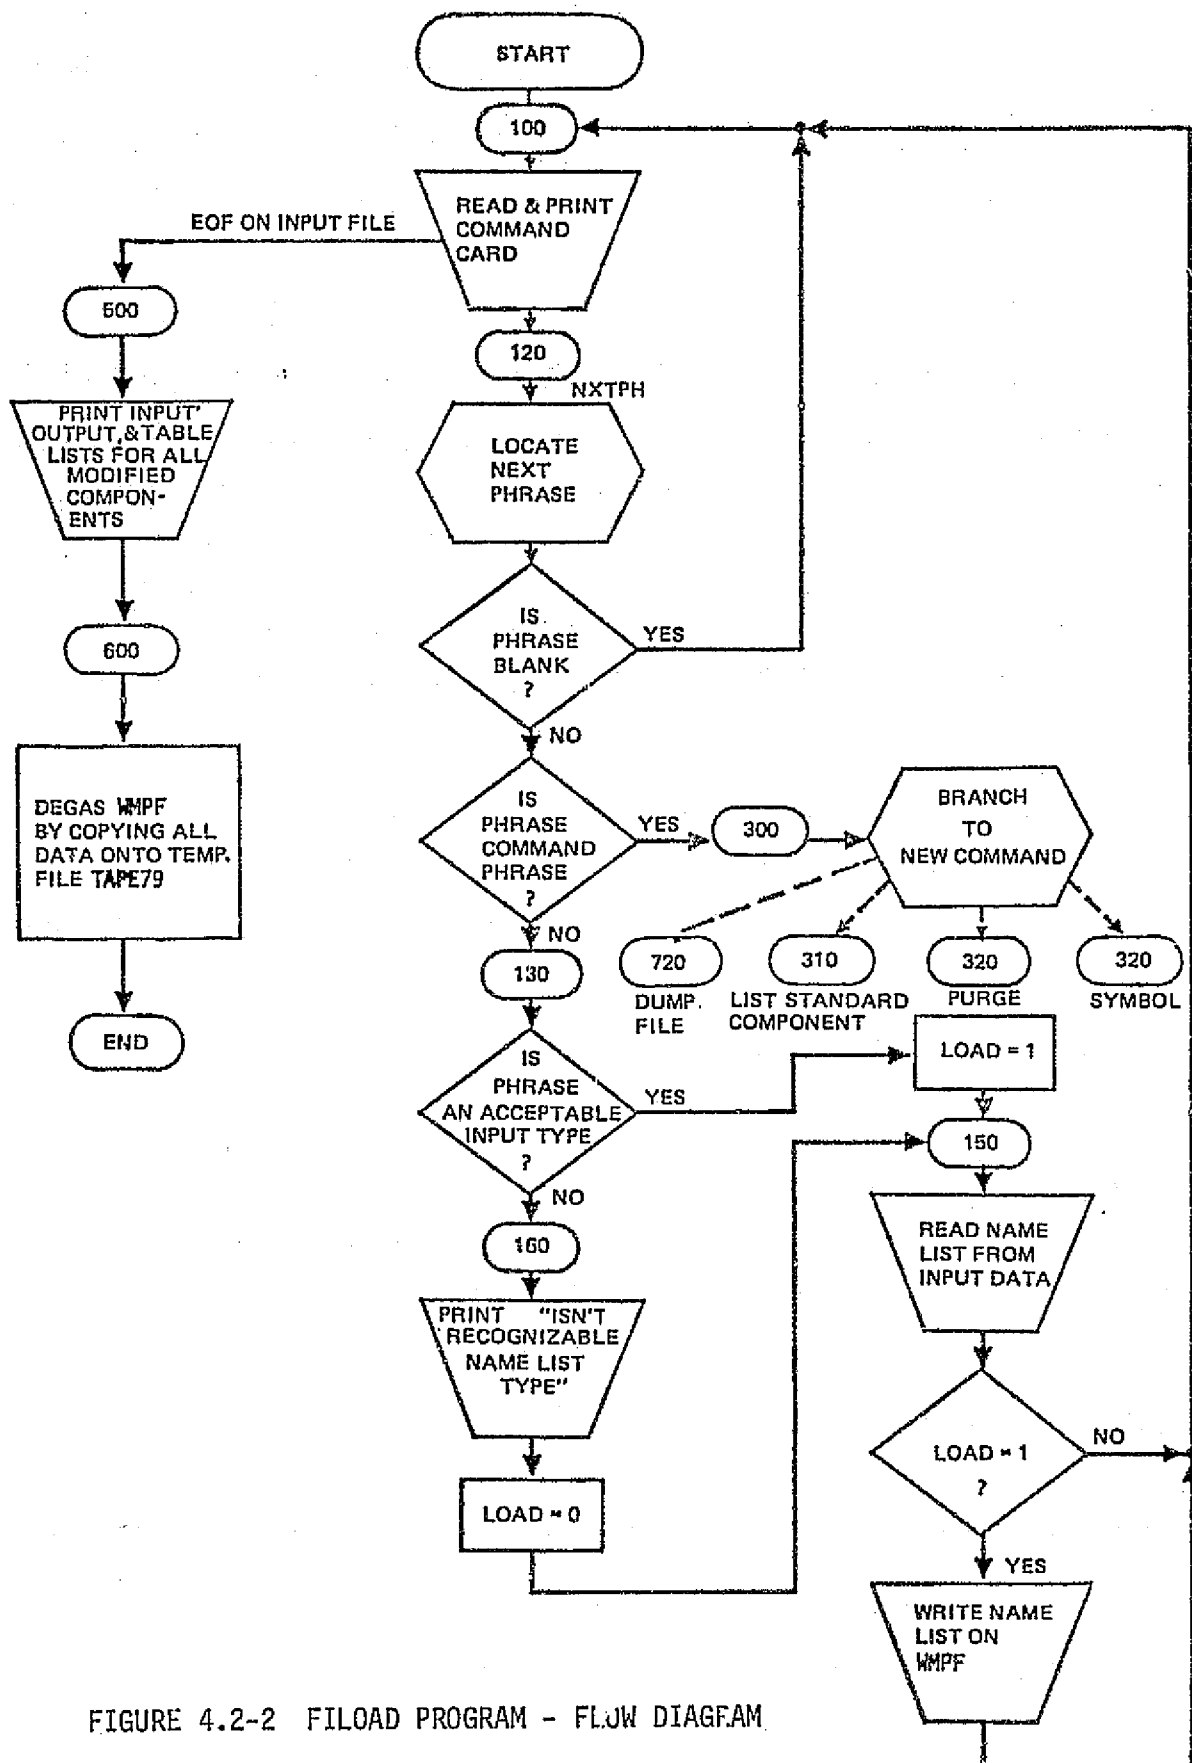 START
100
READ & PRINT
COMMAND
CARD
EOF ON INPUT FILE
500
120
NXTPH
PRINT INPUT'
OUTPUT,&TABLE
LISTS FOR ALL
MODIFIED
COMPON-
ENTS
LOCATE
NEXT
PHRASE
IS
PHRASE
BLANK
?
YES
NO
600
DEGAS WMPF
BY COPYING ALL
DATA ONTO TEMP.
FILE TAPE79
END
IS
PHRASE
COMMAND
PHRASE
?
YES
NO
300
BRANCH
TO
NEW COMMAND
720
310
320
320
DUMP.
FILE
LIST STANDARD
COMPONENT
PURGE
SYMBOL
130
IS
PHRASE
AN ACCEPTABLE
INPUT TYPE
?
YES
NO
LOAD = 1
150
READ NAME
LIST FROM
INPUT DATA
160
PRINT "ISN'T
RECOGNIZABLE
NAME LIST
TYPE"
LOAD = 0
LOAD = 1
?
NO
YES
WRITE NAME
LIST ON
WMPF
FIGURE 4.2-2 FILOAD PROGRAM - FLOW DIAGRAM